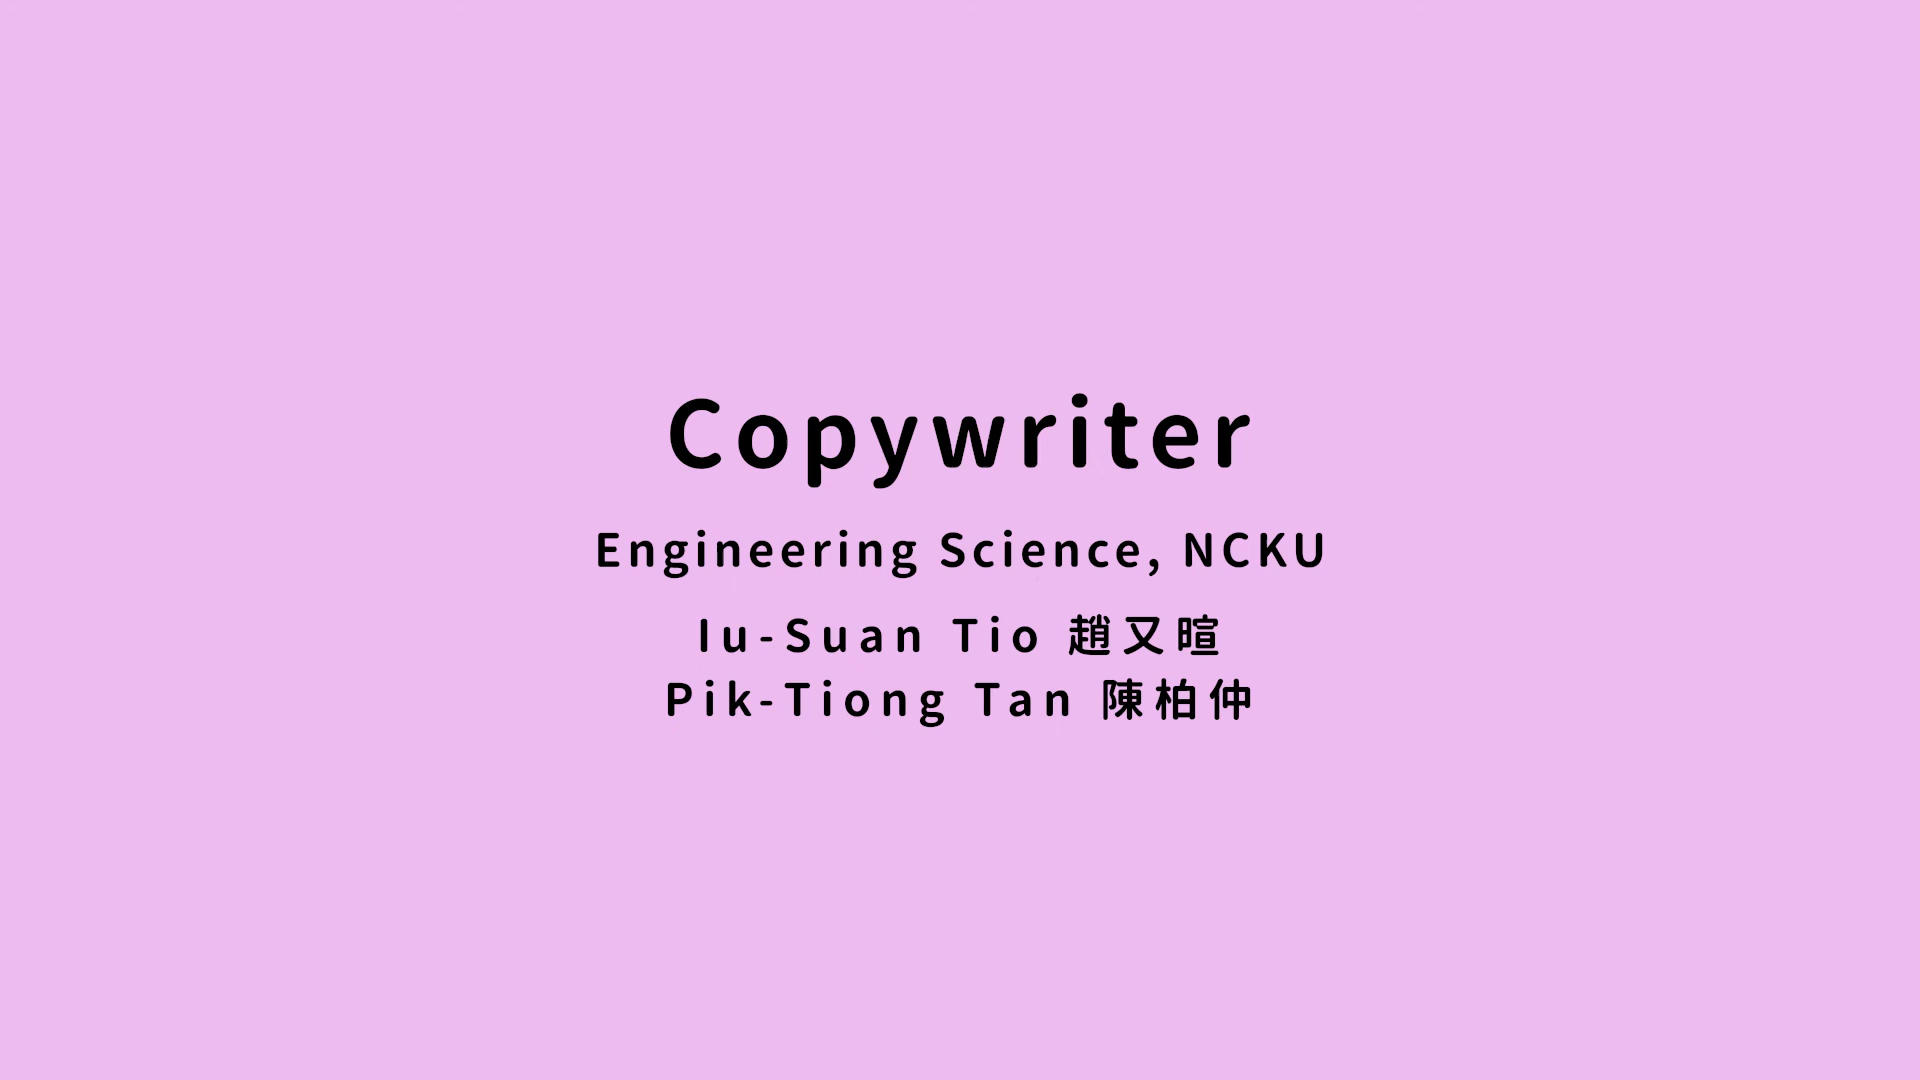 Copywriter
Engineering Science, NCKU
Iu-Suan Tio 趙又暄
Pik-Tiong Tan 陳柏仲